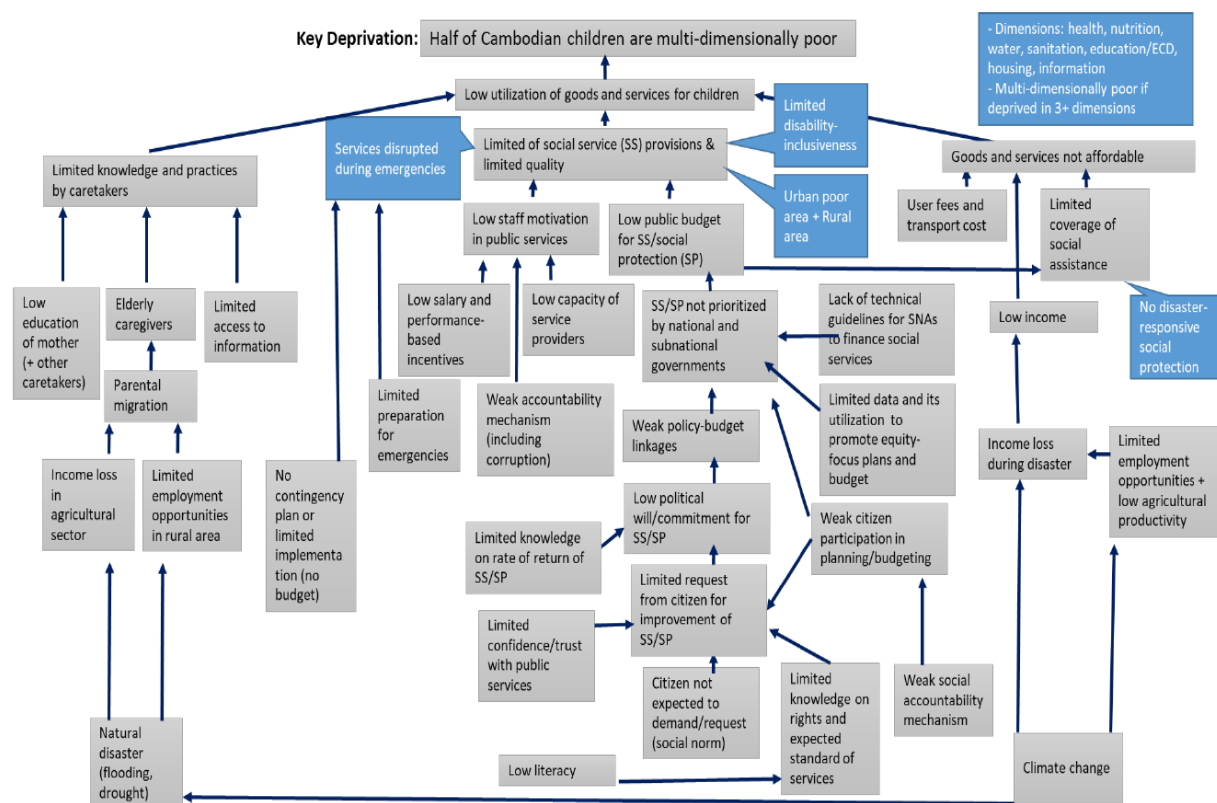 Key Deprivation: Half of Cambodian children are multi-dimensionally poor
- Dimensions: health, nutrition,
water, sanitation, education/ECD,
housing, information
- Multi-dimensionally poor if
deprived in 3+ dimensions
Low utilization of goods and services for children
Limited
disability-
inclusiveness
Services disrupted
during emergencies
Limited of social service (SS) provisions &
limited quality
Limited knowledge and practices
by caretakers
Goods and services not affordable
Urban poor
area + Rural
area
User fees and
transport cost
Limited
coverage of
social
assistance
Low staff motivation
in public services
Low public budget
for SS/social
protection (SP)
Low
education
of mother
(+ other
caretakers)
Elderly
caregivers
Limited
access to
information
Low salary and
performance-
based
incentives
Low capacity of
service
providers
SS/SP not prioritized
by national and
subnational
governments
Lack of technical
guidelines for SNAs
to finance social
services
Low income
No disaster-
responsive
social
protection
Parental
migration
Limited
preparation for
emergencies
Weak accountability
mechanism
(including
corruption)
Weak policy-budget
linkages
Limited data and its
utilization to
promote equity-
focus plans and
budget
Income loss
during disaster
Limited
employment
opportunities +
low agricultural
productivity
Income loss
in
agricultural
sector
Limited
employment
opportunities
in rural area
No
contingency
plan or
limited
implementa
tion (no
budget)
Low political
will/commitment for
SS/SP
Limited knowledge
on rate of return of
SS/SP
Weak citizen
participation in
planning/budgeting
Limited request
from citizen for
improvement of
SS/SP
Limited
confidence/trust
with public
services
Citizen not
expected to
demand/request
(social norm)
Limited
knowledge on
rights and
expected
standard of
services
Weak social
accountability
mechanism
Natural
disaster
(flooding,
drought)
Low literacy
Climate change